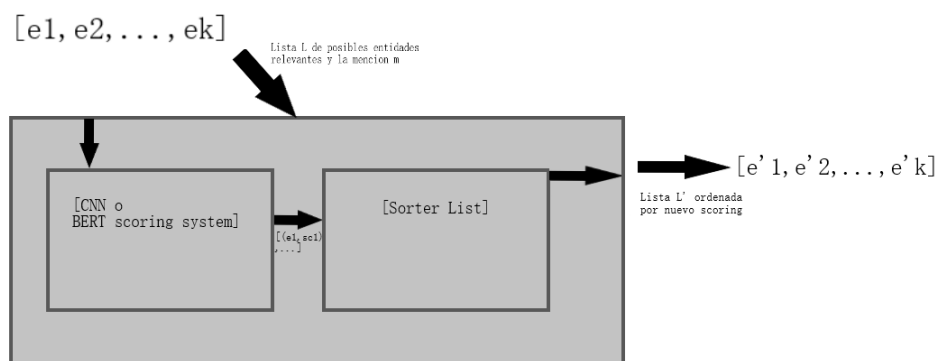 [e1, e2, ..., ek]
Lista L de posibles entidades
relevantes y la mencion m
[CNN o
BERT scoring system]
[(e1,sc1)
,...]
[Sorter List]
[e'1, e'2, ..., e'k]
Lista L' ordenada
por nuevo scoring